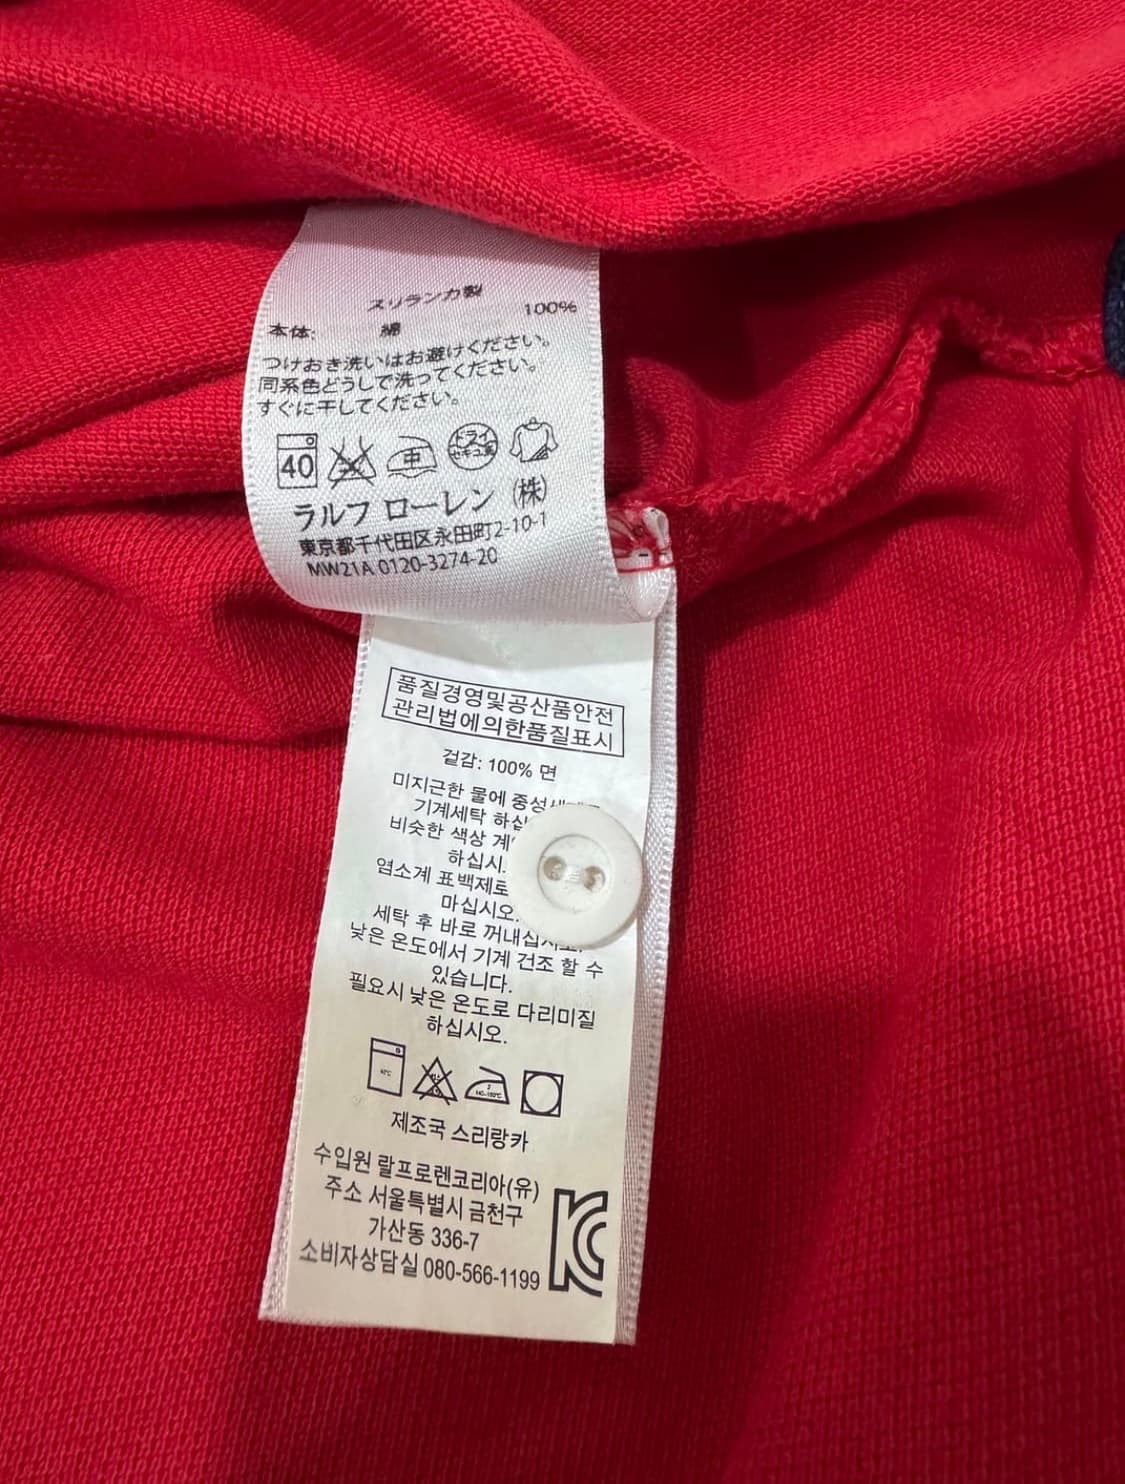 スリランカ製
本体: 綿 100%
つけおき洗いはお避けください。
同系色どうしで洗ってください。
すぐに干してください。
40 中 ドライ
ラルフ ローレン (株)
東京都千代田区永田町2-10-1
MW21A 0120-3274-20
품질경영및공산품안전
관리법에의한품질표시
겉감: 100% 면
미지근한 물에
기계세탁
비슷한 색상
하십시
염소계 표백제로
마십시오.
세탁 후 바로
낮은 온도에서 기계 건조 할 수
있습니다.
필요시 낮은 온도로 다리미질
하십시오.
제조국 스리랑카
수입원 랄프로렌코리아(유)
주소 서울특별시 금천구
가산동 336-7
소비자상담실 080-566-1199
KC